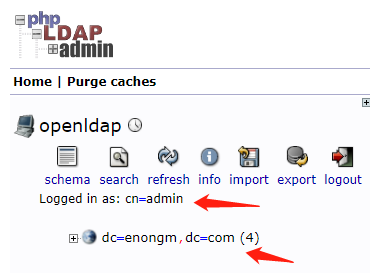 php
LDAP
admin
Home | Purge caches
openldap
schema search refresh info import export logout
Logged in as: cn=admin
dc=enongm,dc=com (4)